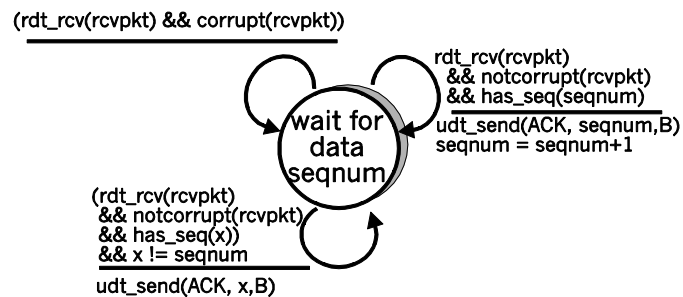 (rdt_rcv(rcvpkt) && corrupt(rcvpkt))
rdt_rcv(rcvpkt)
&& notcorrupt(rcvpkt)
&& has_seq(seqnum)
udt_send(ACK, seqnum,B)
seqnum = seqnum+1
wait for
data
seqnum
(rdt_rcv(rcvpkt)
&& notcorrupt(rcvpkt)
&& has_seq(x))
&& x != seqnum
udt_send(ACK, x,B)